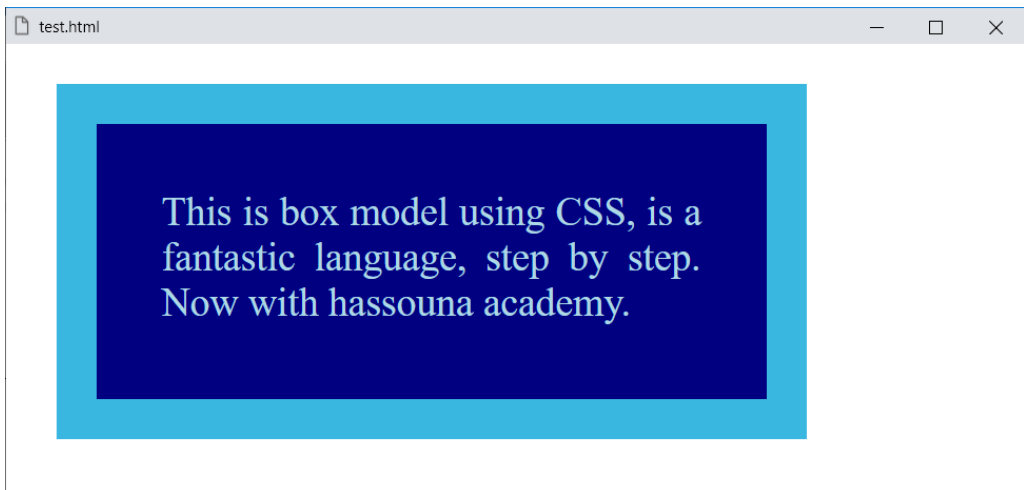 test.html
This is box model using CSS, is a
fantastic language, step by step.
Now with hassouna academy.